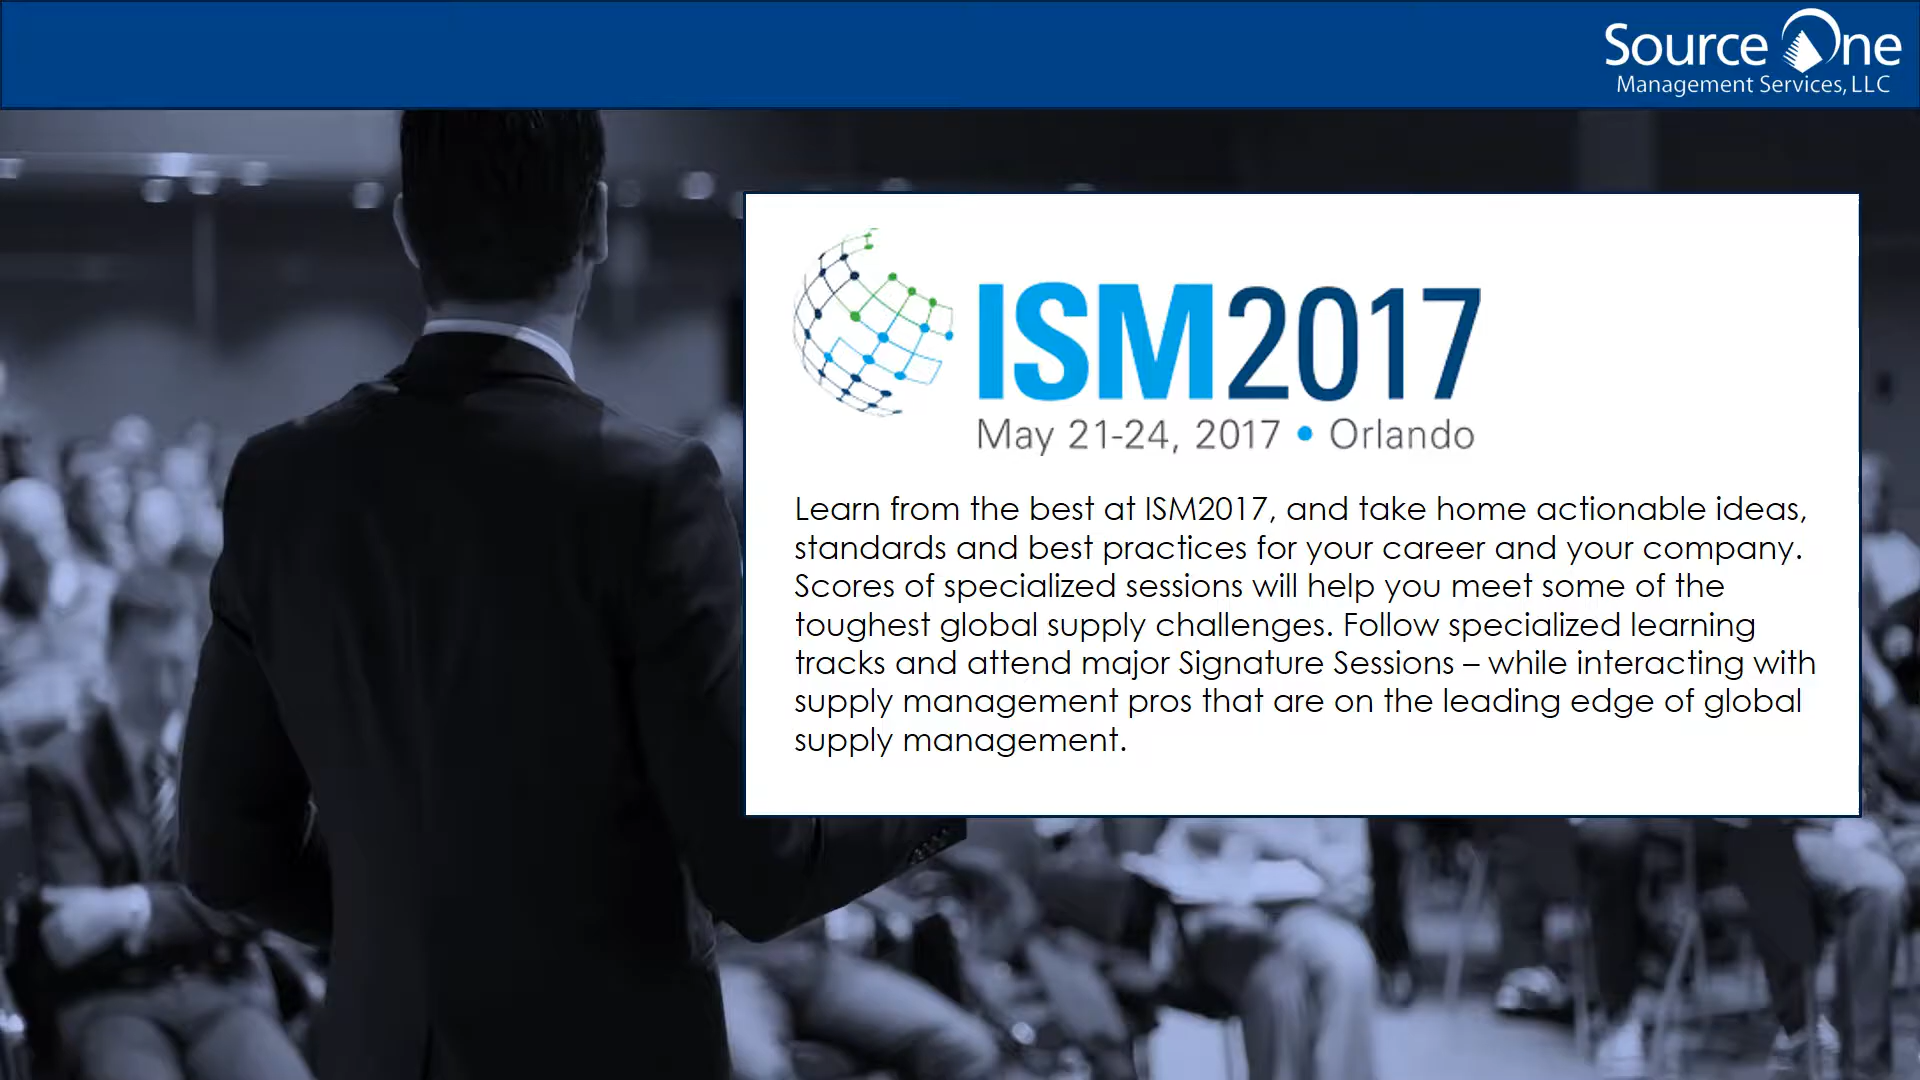 Source One
Management Services, LLC
ISM2017
May 21-24, 2017 • Orlando
Learn from the best at ISM2017, and take home actionable ideas,
standards and best practices for your career and your company.
Scores of specialized sessions will help you meet some of the
toughest global supply challenges. Follow specialized learning
tracks and attend major Signature Sessions – while interacting with
supply management pros that are on the leading edge of global
supply management.